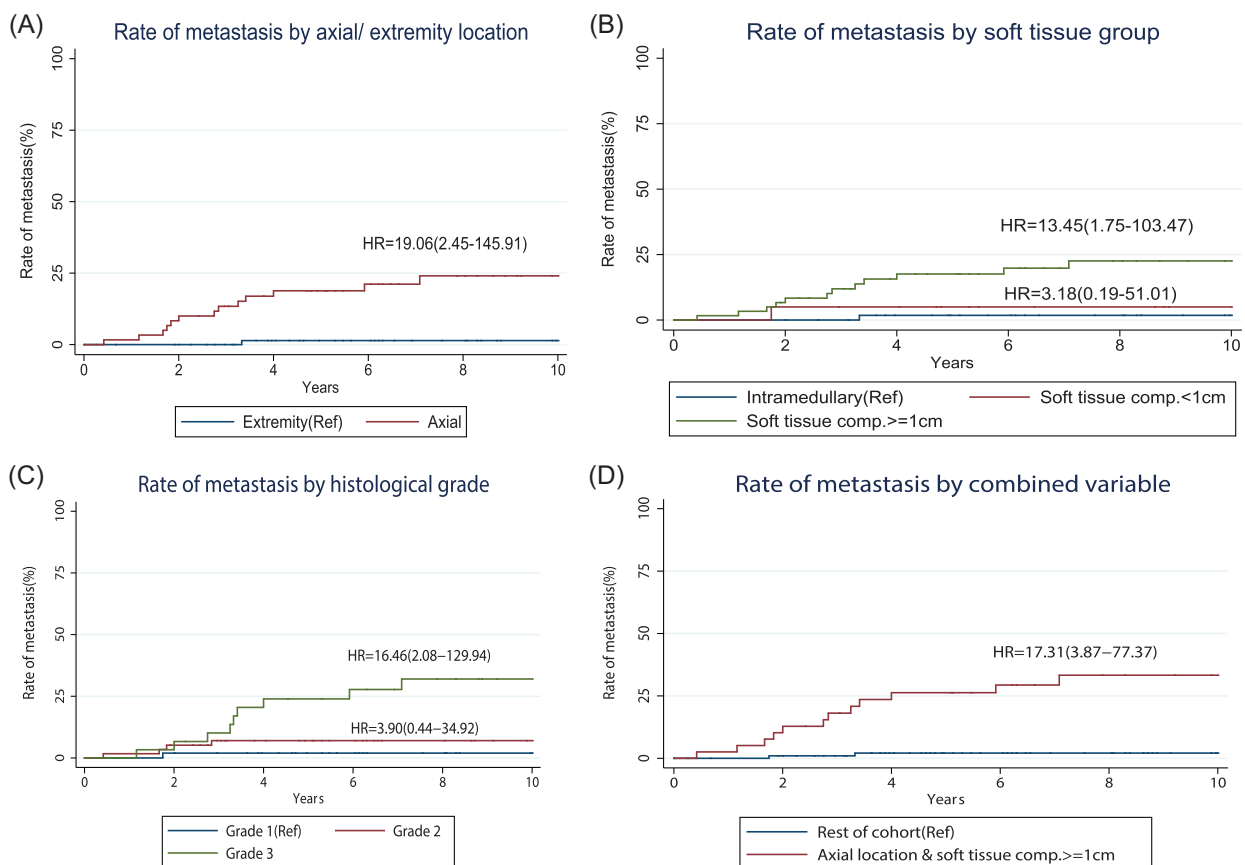 (A)
Rate of metastasis by axial/ extremity location
Rate of metastasis(%)
100
75
50
25
0
HR=19.06(2.45-145.91)
0 2 4 6 8 10
Years
Extremity(Ref) Axial
(B)
Rate of metastasis by soft tissue group
Rate of metastasis(%)
100
75
50
25
0
HR=13.45(1.75-103.47)
HR=3.18(0.19-51.01)
0 2 4 6 8 10
Years
Intramedullary(Ref) Soft tissue comp.<1cm
Soft tissue comp.>=1cm
(C)
Rate of metastasis by histological grade
Rate of metastasis(%)
100
75
50
25
0
HR=16.46(2.08−129.94)
HR=3.90(0.44−34.92)
0 2 4 6 8 10
Years
Grade 1(Ref) Grade 2
Grade 3
(D)
Rate of metastasis by combined variable
Rate of metastasis(%)
100
75
50
25
0
HR=17.31(3.87−77.37)
0 2 4 6 8 10
Years
Rest of cohort(Ref)
Axial location & soft tissue comp.>=1cm